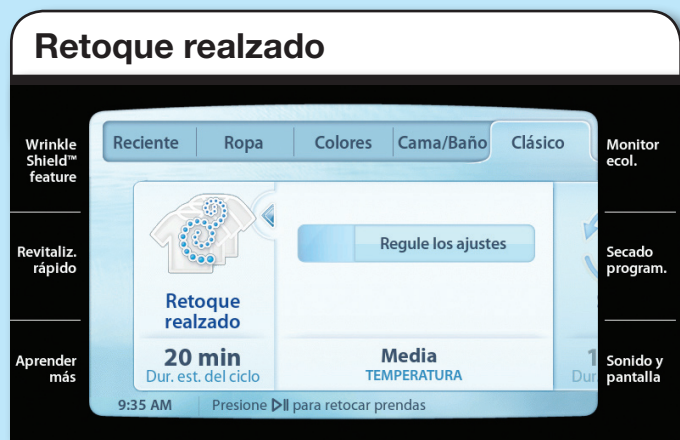 Retoque realzado
Wrinkle
Shield™
feature
Revitaliz.
rápido
Aprender
más
Reciente
Ropa
Colores
Cama/Baño
Clásico
Retoque
realzado
20 min
Dur. est. del ciclo
Regule los ajustes
Media
TEMPERATURA
1
Dur.
9:35 AM
Presione para retocar prendas
Monitor
ecol.
Secado
program.
Sonido y
pantalla